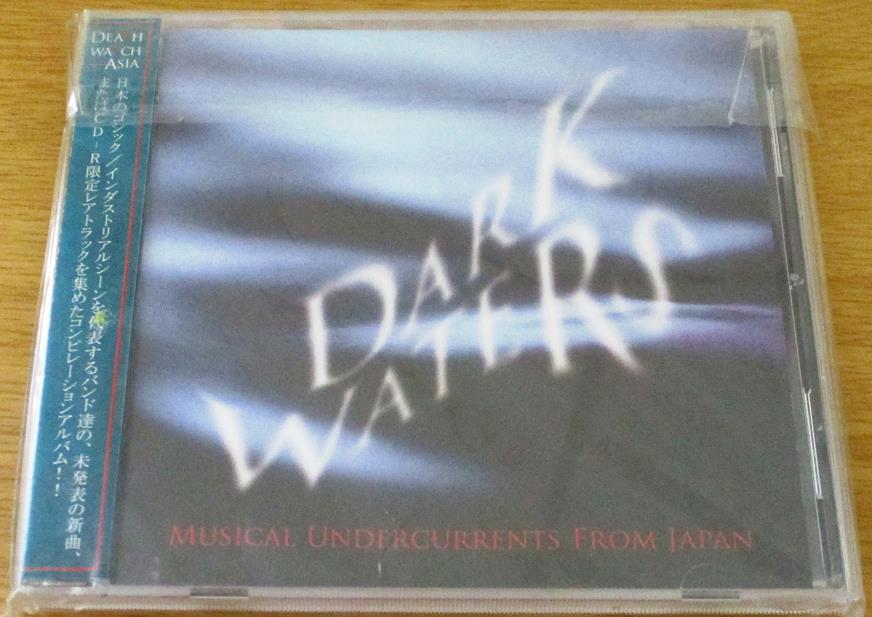 DEATH
WATCH
ASIA
日本のゴシック／インダストリアルシーンを代表するバンド達の、未発表の新曲、
またはCD-R限定レアトラックを集めたコンピレーションアルバム！！
DARK
WATERS
MUSICAL UNDERCURRENTS FROM JAPAN